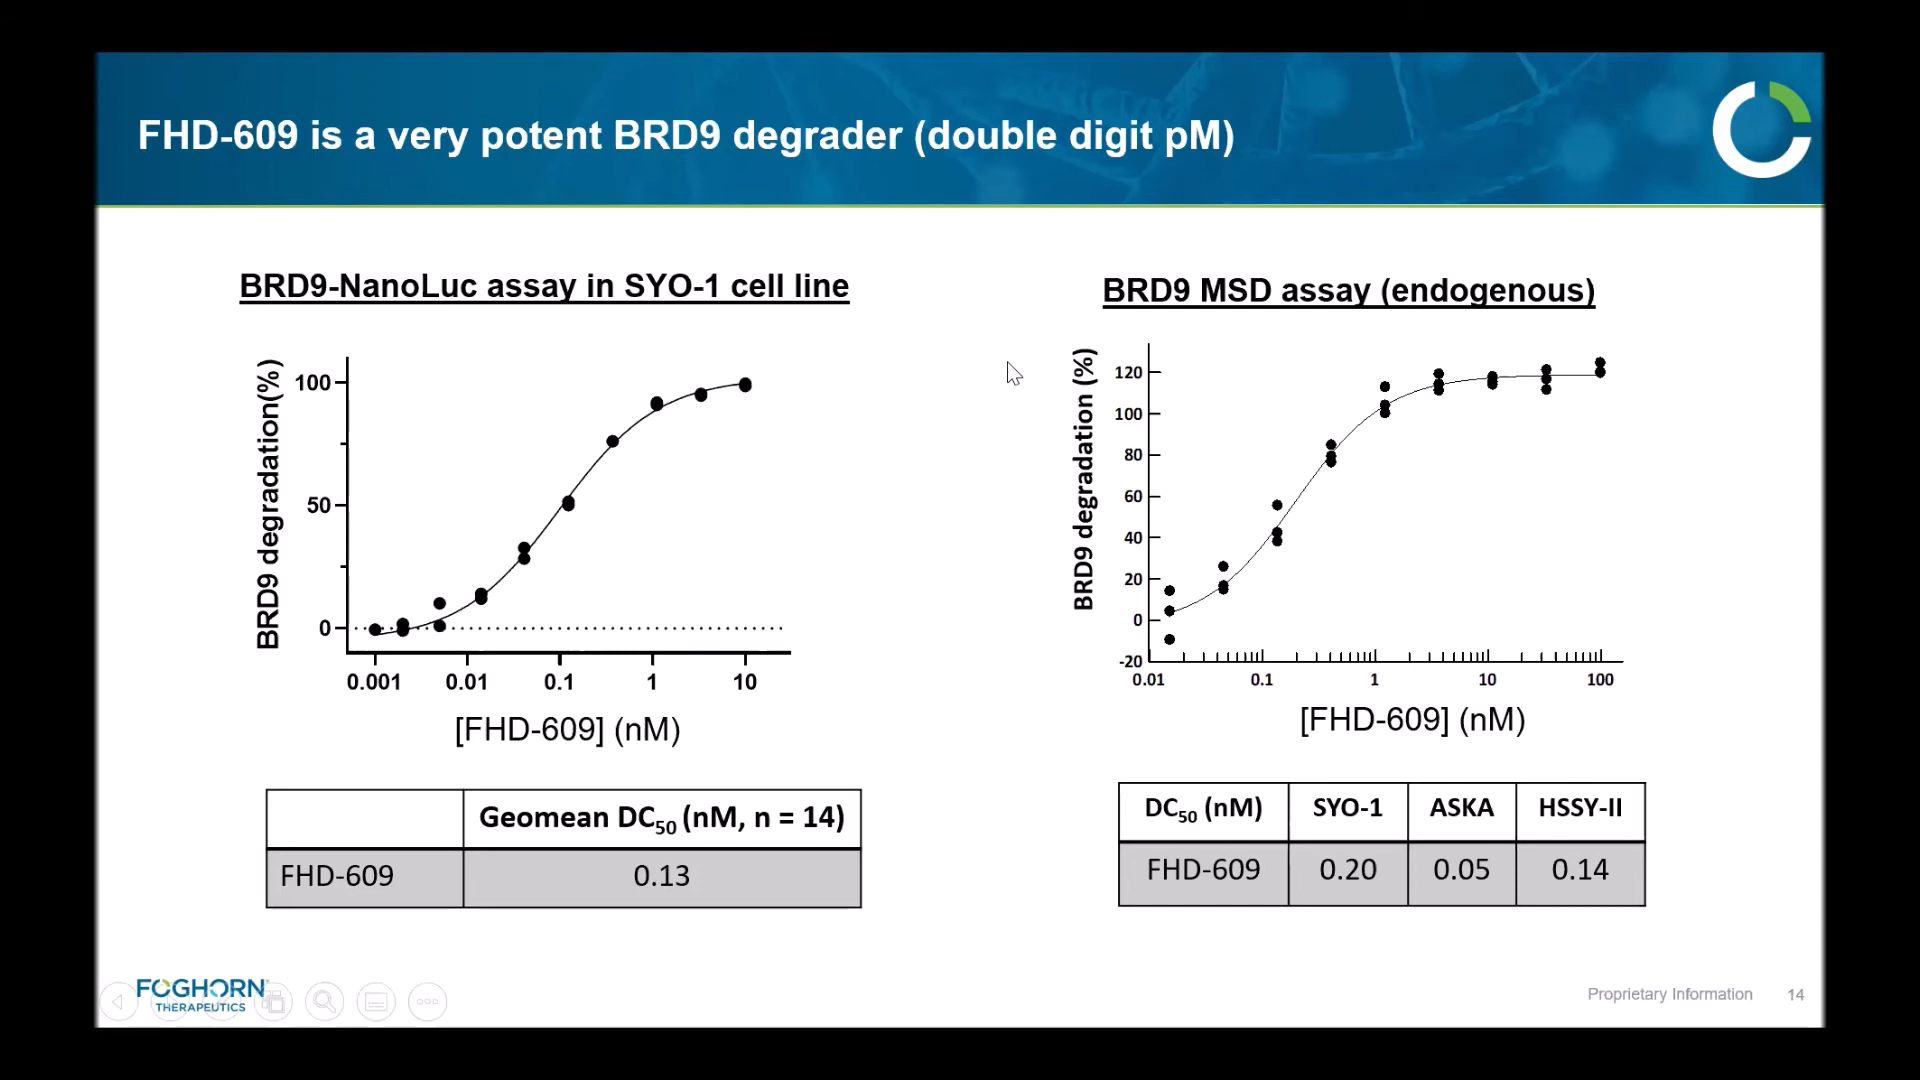 FHD-609 is a very potent BRD9 degrader (double digit pM)
BRD9-NanoLuc assay in SYO-1 cell line
BRD9 degradation(%)
100
50
0
0.001 0.01 0.1 1 10
[FHD-609] (nM)
Geomean DC50 (nM, n = 14)
FHD-609 0.13
BRD9 MSD assay (endogenous)
BRD9 degradation (%)
120
100
80
60
40
20
0
-20
0.01 0.1 1 10 100
[FHD-609] (nM)
DC50 (nM) SYO-1 ASKA HSSY-II
FHD-609 0.20 0.05 0.14
FOGHORN
THERAPEUTICS
Proprietary Information 14